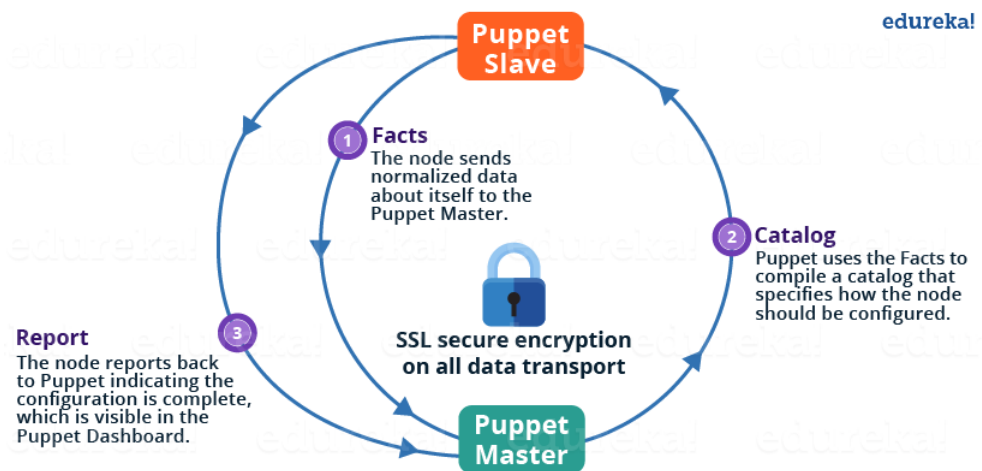 edureka!
Puppet
Slave
1
Facts
The node sends
normalized data
about itself to the
Puppet Master.
2
Catalog
Puppet uses the Facts to
compile a catalog that
specifies how the node
should be configured.
SSL secure encryption
on all data transport
3
Report
The node reports back
to Puppet indicating the
configuration is complete,
which is visible in the
Puppet Dashboard.
Puppet
Master